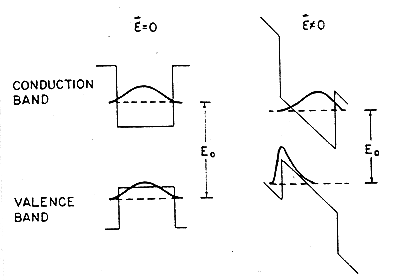 E⃗=0
E⃗≠0
CONDUCTION
BAND
E₀
E₀
VALENCE
BAND